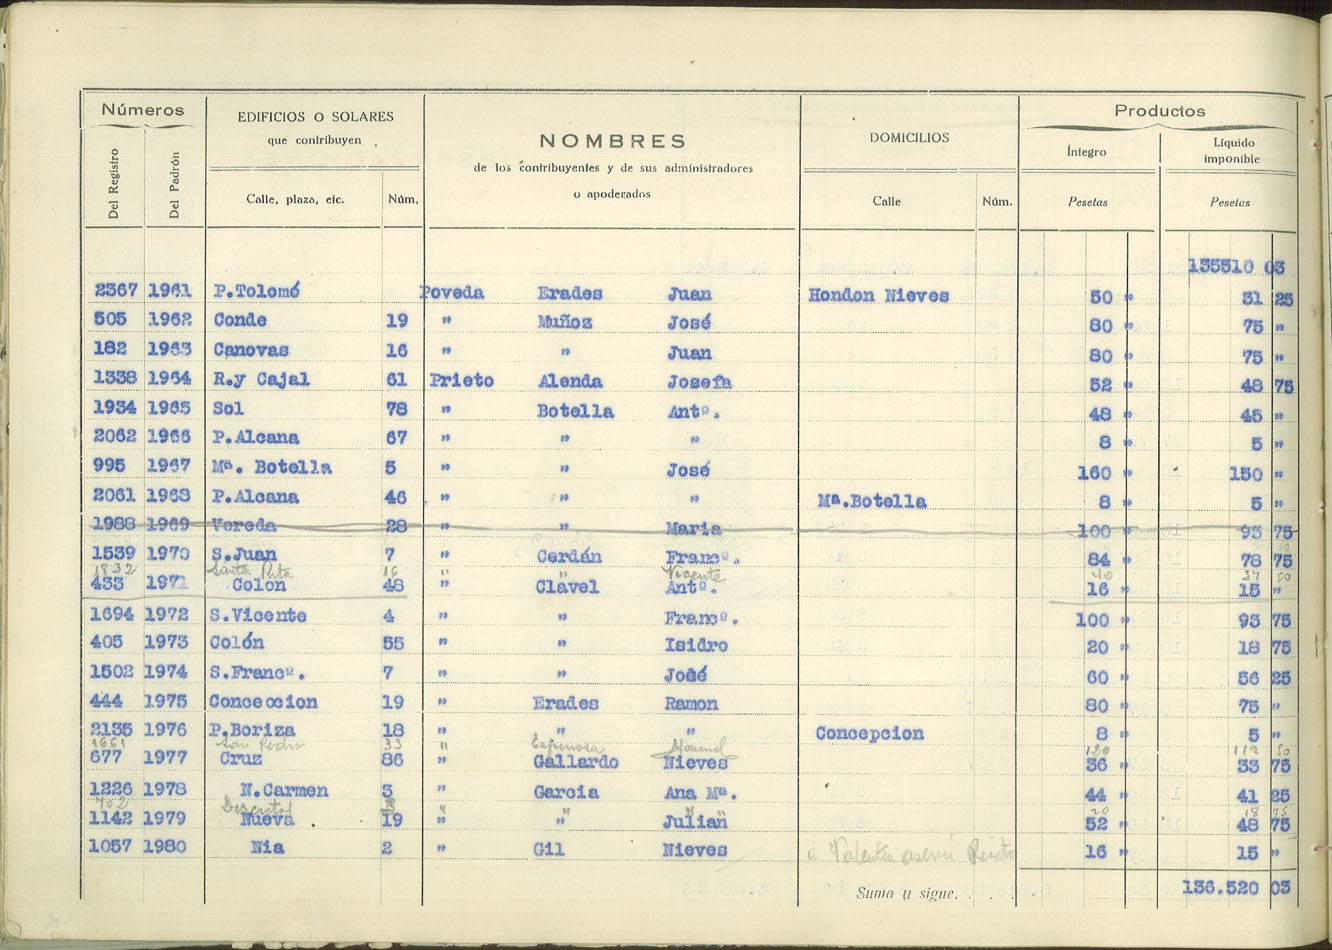 Números EDIFICIOS O SOLARES que contribuyen NOMBRES de los contribuyentes y de sus administradores o apoderados DOMICILIOS Productos
Del Registro Del Padrón Calle, plaza, etc. Núm, Calle Núm. Íntegro Pesetas Líquido imponible Pesetas
135510 03
2367 1961 P.Tolomó Poveda Erades Juan Hondon Nieves 50 " 31 25
505 1962 Conde 19 " Muñoz José 80 " 75 "
182 1963 Canovas 16 " " Juan 80 " 75 "
1338 1964 R.y Cajal 61 Prieto Alenda Josefa 52 " 48 75
1934 1965 Sol 78 " Botella Antº. 48 " 45 "
2062 1966 P.Alcana 67 " " " 8 " 5 "
995 1967 Mª. Botella 5 " " José 160 " 150 "
2061 1968 P.Alcana 46 " " " Mª.Botella 8 " 5 "
1988 1969 Vereda 28 " " Maria 100 " 93 75
1539 1970 S.Juan 7 " Cerdán Francº. 84 " 78 75
1832 Santa Rita 16 " " Vicente 40 37 50
433 1971 Colon 48 " Clavel Antº. 16 " 15 "
1694 1972 S.Vicente 4 " " Francº. 100 " 93 75
405 1973 Colón 55 " " Isidro 20 " 18 75
1502 1974 S.Francº. 7 " " José 60 " 56 25
444 1975 Concecion 19 " Erades Ramon 80 " 75 "
2135 1976 P.Boriza 18 " " " Concepcion 8 " 5 "
1661 San Pedro 33 " Espinosa Manuel 120 112 50
677 1977 Cruz 86 " Gallardo Nieves 36 " 33 75
1226 1978 N.Carmen 3 " Garcia Ana Mª. 44 " 41 25
702 " " " " 20 18 75
1142 1979 Nueva 19 " " Julian 52 " 48 75
1057 1980 Nia 2 " Gil Nieves á Valentin 16 " 15 "
Suma y sigue. . . . . 136.520 03